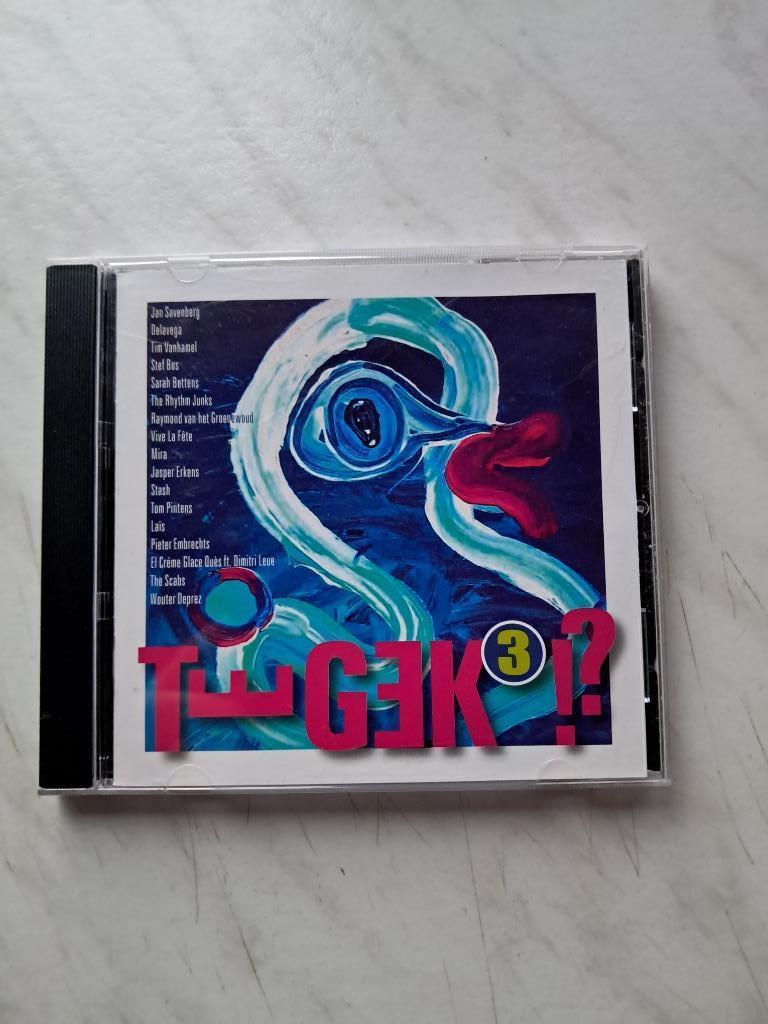 Jan Savenberg
Delavega
Tim Vanhamel
Stef Bos
Sarah Bettens
The Rhythm Junks
Raymond van het Groenewoud
Vive La Fête
Mira
Jasper Erkens
Stash
Tom Pintens
Laïs
Pieter Embrechts
El Crème Glace Quès ft. Dimitri Leue
The Scabs
Wouter Deprez
TE GEK 3 !?